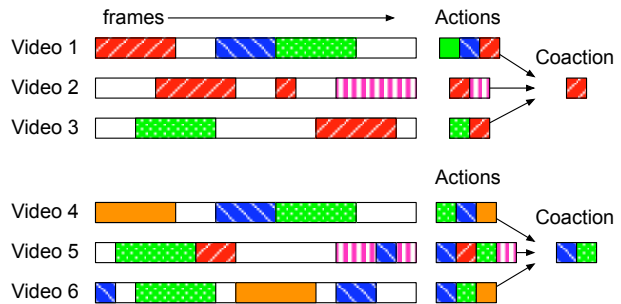 frames
Actions
Video 1
Coaction
Video 2
Video 3
Actions
Video 4
Coaction
Video 5
Video 6